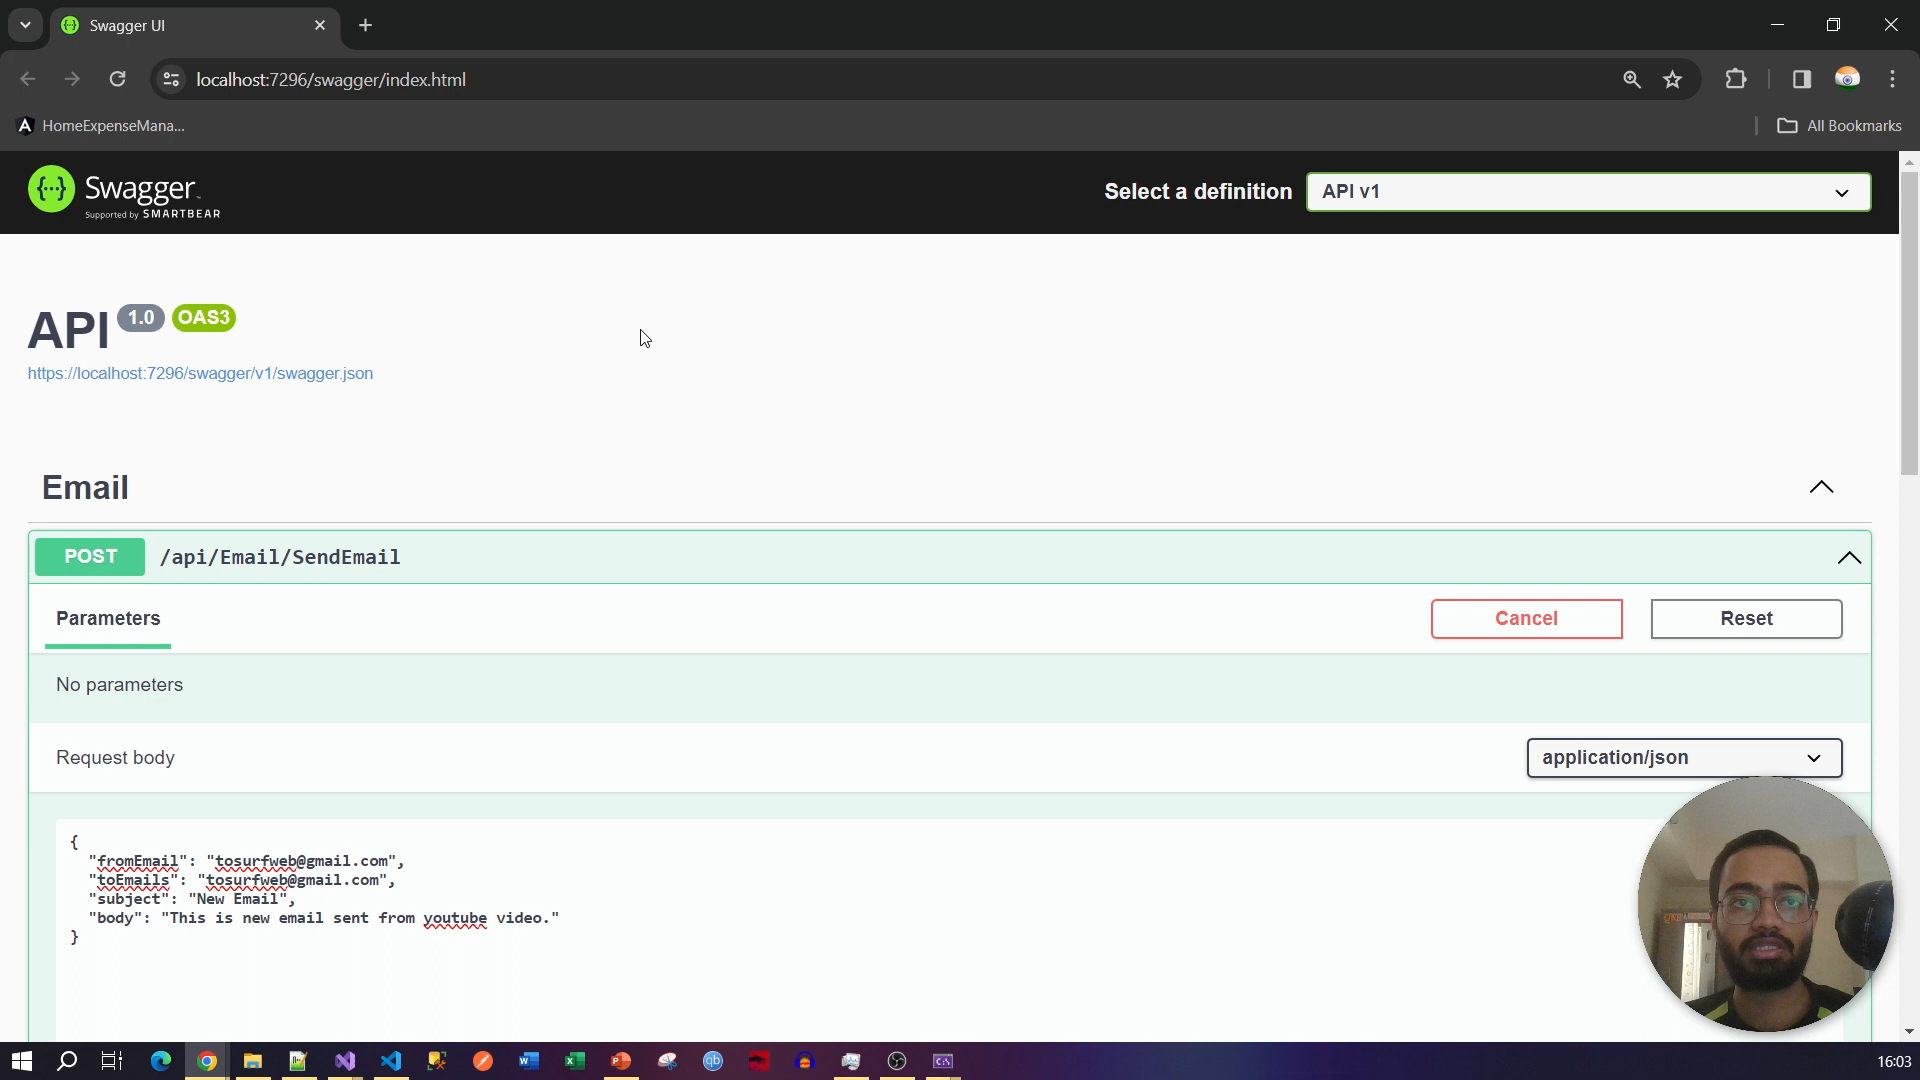 Swagger UI
localhost:7296/swagger/index.html
HomeExpenseMana...
All Bookmarks
Swagger
Supported by SMARTBEAR
Select a definition
API v1
API 1.0 OAS3
https://localhost:7296/swagger/v1/swagger.json
Email
POST /api/Email/SendEmail
Parameters
Cancel
Reset
No parameters
Request body
application/json
{
"fromEmail": "tosurfweb@gmail.com",
"toEmails": "tosurfweb@gmail.com",
"subject": "New Email",
"body": "This is new email sent from youtube video."
}
16:03